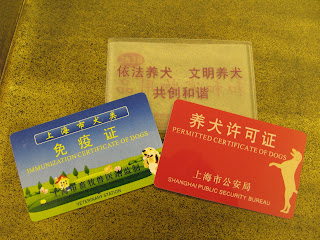 依法养犬 文明养犬
共创和谐
上海市犬类
免疫证
IMMUNIZATION CERTIFICATE OF DOGS
VETERINARY STATION
养犬许可证
PERMITTED CERTIFICATE OF DOGS
上海市公安局
SHANGHAI PUBLIC SECURITY BUREAU